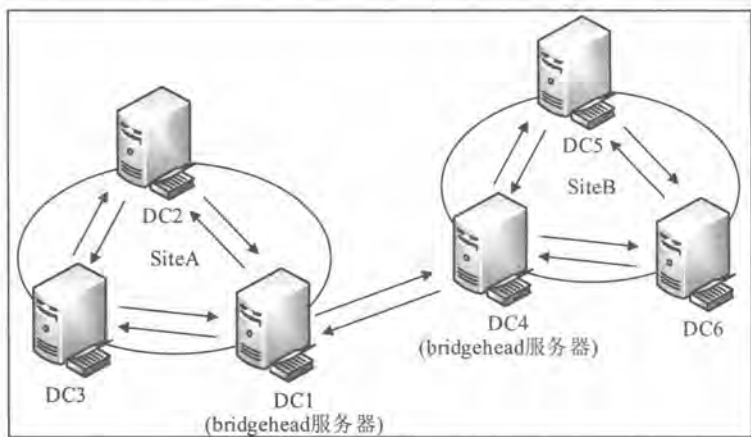 DC5
DC2
SiteB
SiteA
DC4
(bridgehead服务器)
DC6
DC3
DC1
(bridgehead服务器)